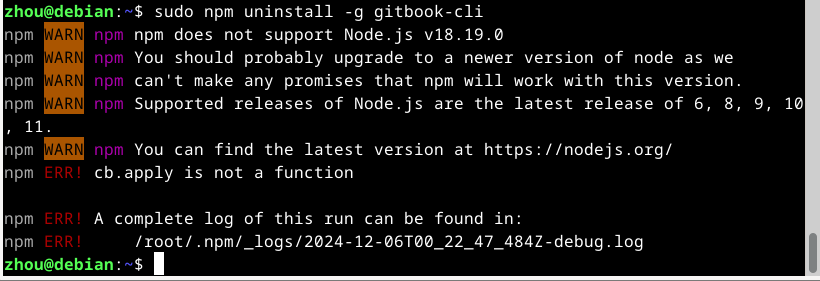 zhou@debian:~$ sudo npm uninstall -g gitbook-cli
npm WARN npm npm does not support Node.js v18.19.0
npm WARN npm You should probably upgrade to a newer version of node as we
npm WARN npm can't make any promises that npm will work with this version.
npm WARN npm Supported releases of Node.js are the latest release of 6, 8, 9, 10
, 11.
npm WARN npm You can find the latest version at https://nodejs.org/
npm ERR! cb.apply is not a function

npm ERR! A complete log of this run can be found in:
npm ERR!     /root/.npm/_logs/2024-12-06T00_22_47_484Z-debug.log
zhou@debian:~$